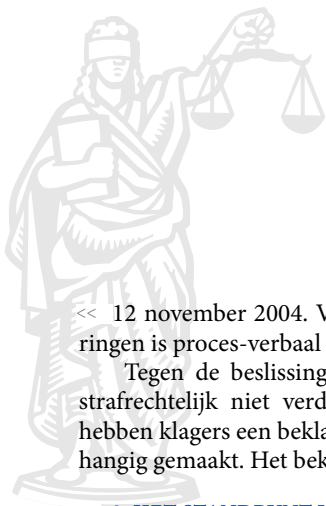 << 12 november 2004. V
ringen is proces-verbaal
Tegen de beslissing
strafrechtelijk niet verd
hebben klagers een bekla
hangig gemaakt. Het bek